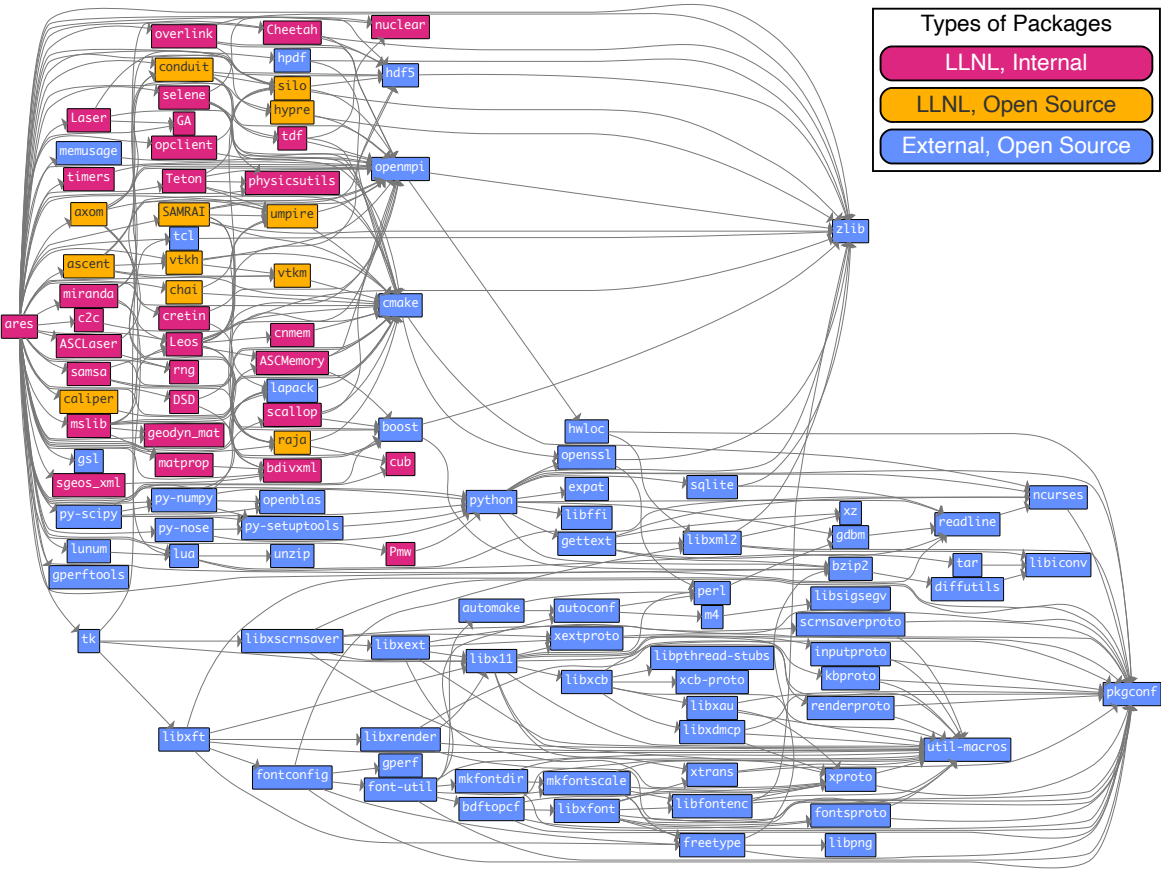 Types of Packages
LLNL, Internal
LLNL, Open Source
External, Open Source
ares
Laser
memusage
timers
axom
ascent
miranda
c2c
ASCLaser
samsa
caliper
mslib
gsl
sgeos_xml
py-scipy
lunum
gperftools
tk
overlink
conduit
selene
GA
opclient
Teton
SAMRAI
tcl
vtkh
chai
cretin
Leos
rng
DSD
geodyn_mat
matprop
py-numpy
py-nose
lua
libxft
Cheetah
hpdf
silo
hypre
tdf
physicsutils
umpire
vtkm
cnmem
ASCMemory
lapack
scallop
raja
bdivxml
openblas
py-setuptools
unzip
libxscrnsaver
fontconfig
nuclear
hdf5
openmpi
cmake
boost
cub
Pmw
libxext
libxrender
gperf
font-util
python
automake
libx11
mkfontdir
bdftopcf
hwloc
openssl
expat
libffi
gettext
autoconf
xextproto
libxcb
mkfontscale
libxfont
sqlite
libxml2
perl
m4
libpthread-stubs
xcb-proto
libxau
libxdmcp
xtrans
libfontenc
freetype
zlib
xz
gdbm
bzip2
libsigsegv
scrnsaverproto
inputproto
kbproto
renderproto
xproto
fontsproto
libpng
readline
tar
diffutils
util-macros
ncurses
libiconv
pkgconf